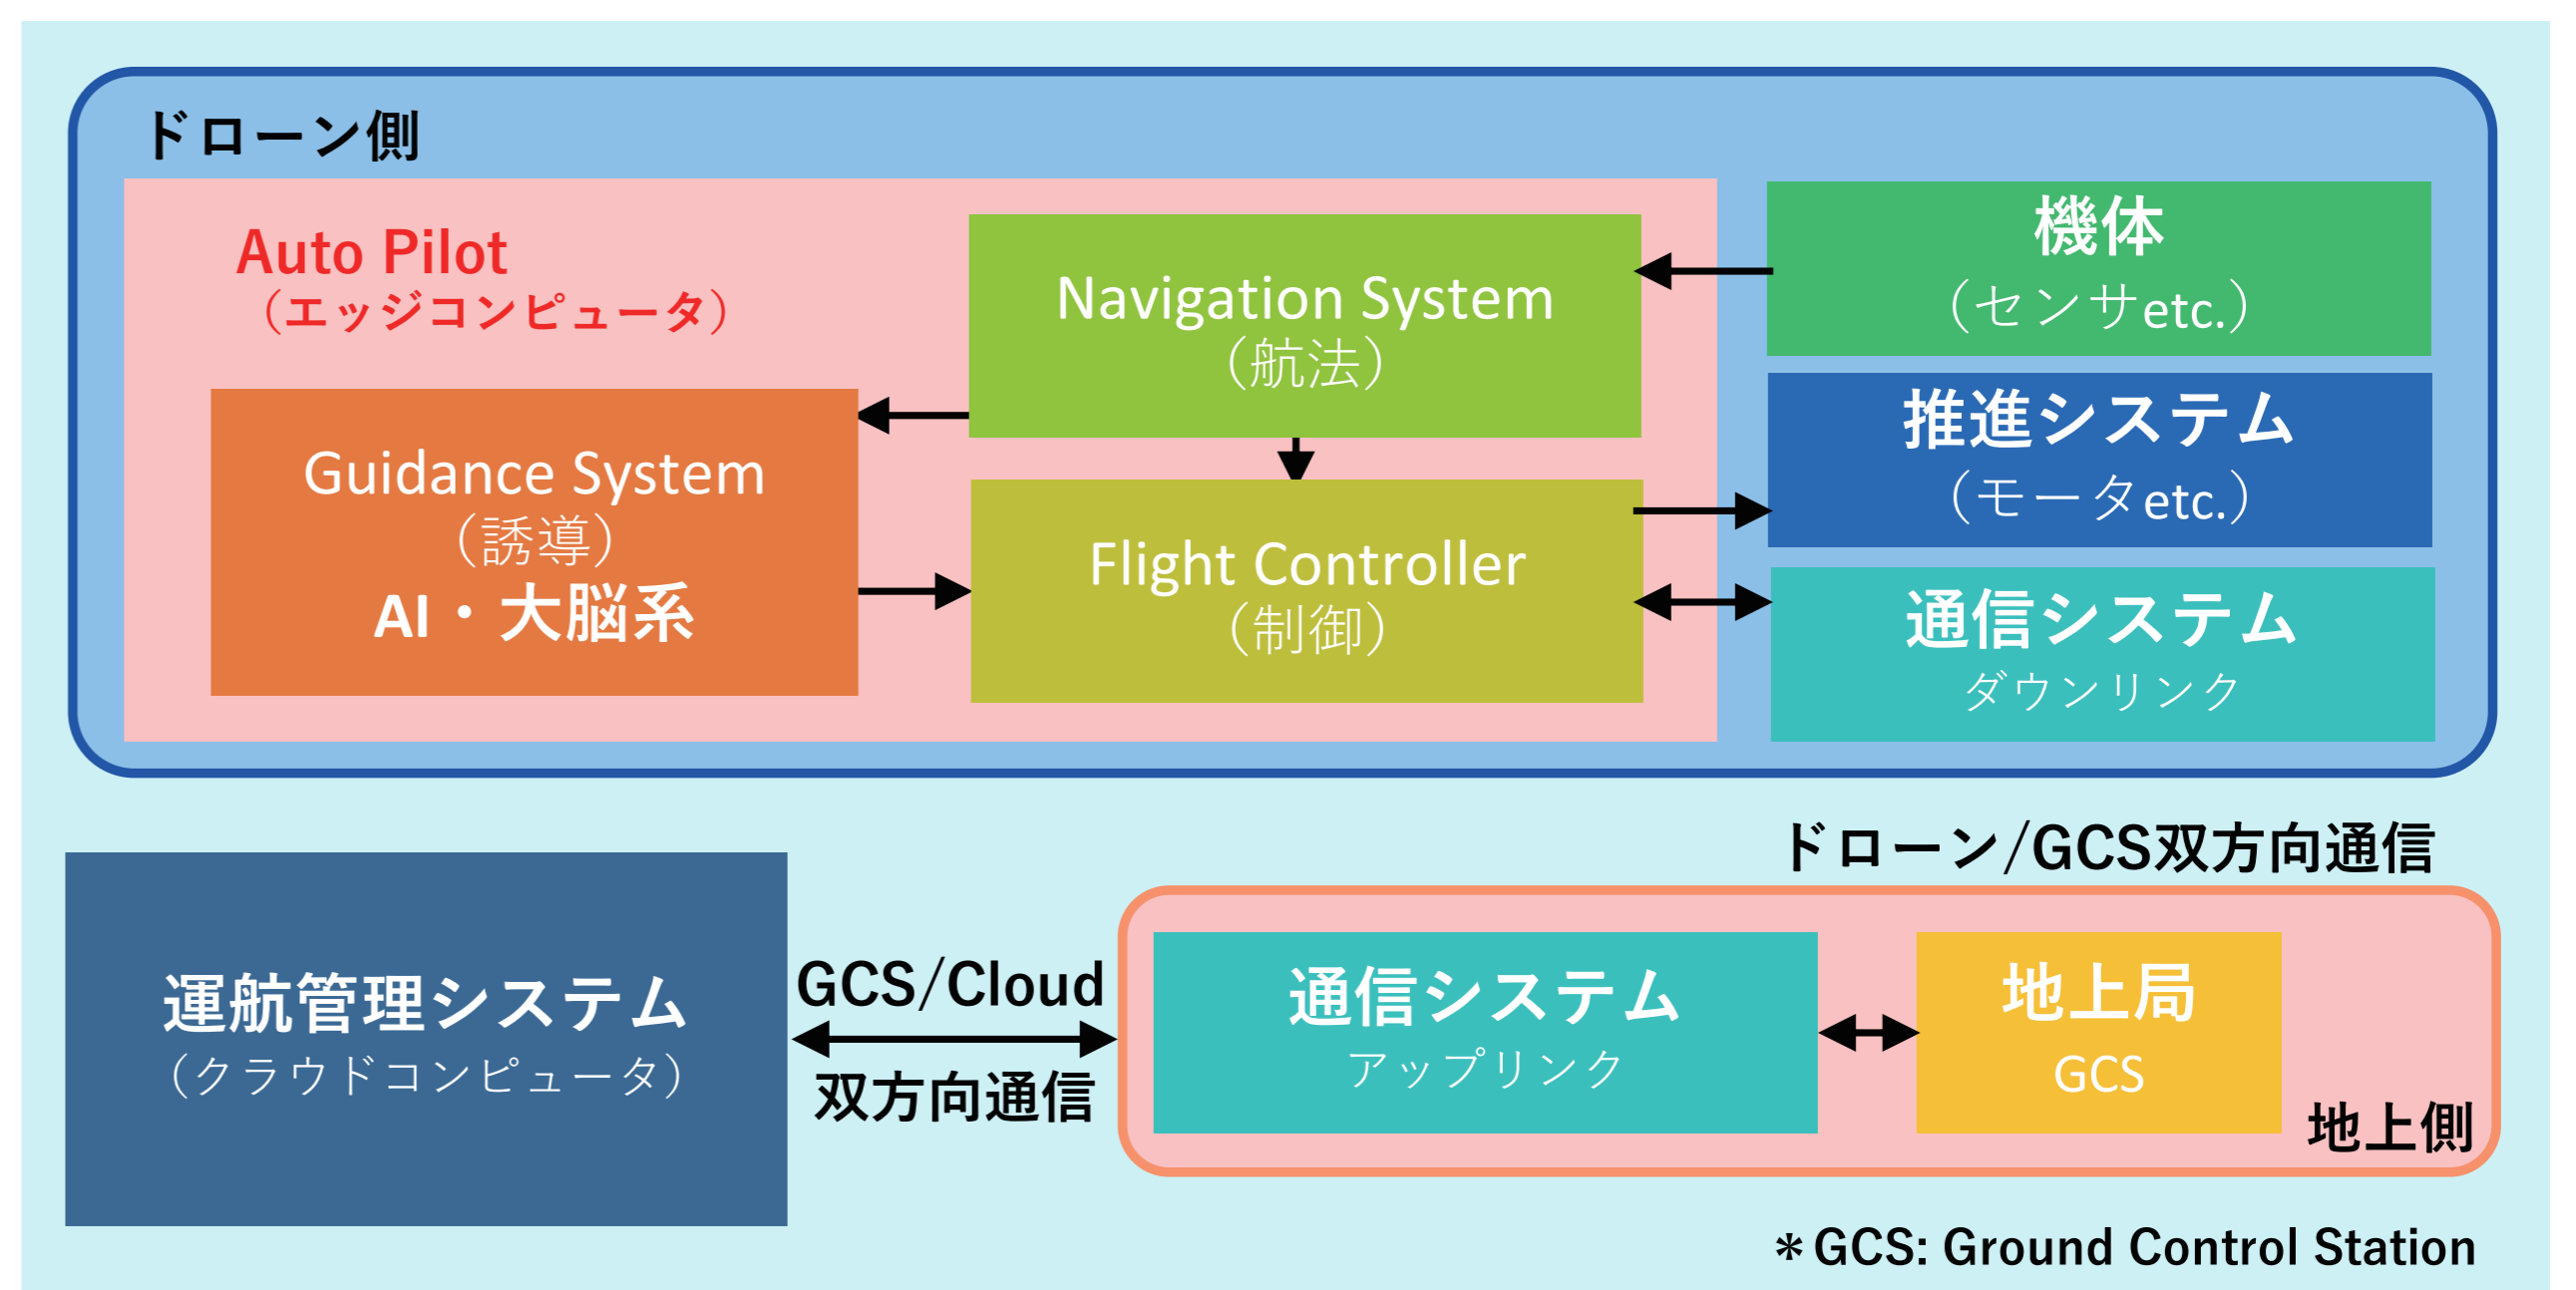 ドローン側
Auto Pilot
（エッジコンピュータ）
Navigation System
（航法）
Guidance System
（誘導）
AI・大脳系
Flight Controller
（制御）
機体
（センサetc.）
推進システム
（モータetc.）
通信システム
ダウンリンク
ドローン/GCS双方向通信
運航管理システム
（クラウドコンピュータ）
GCS/Cloud
双方向通信
通信システム
アップリンク
地上局
GCS
地上側
＊GCS: Ground Control Station